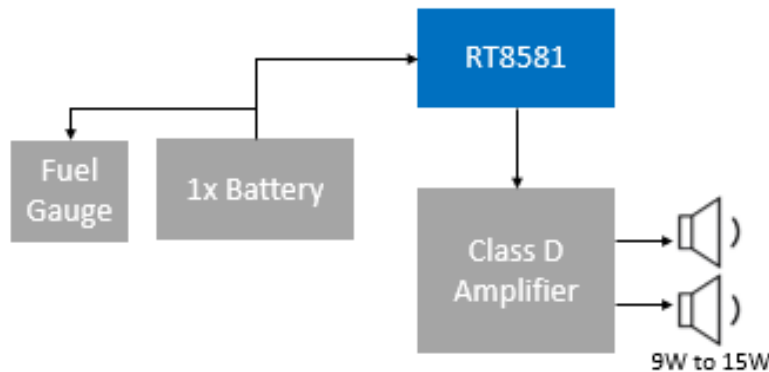 RT8581
Fuel
Gauge
1x Battery
Class D
Amplifier
9W to 15W